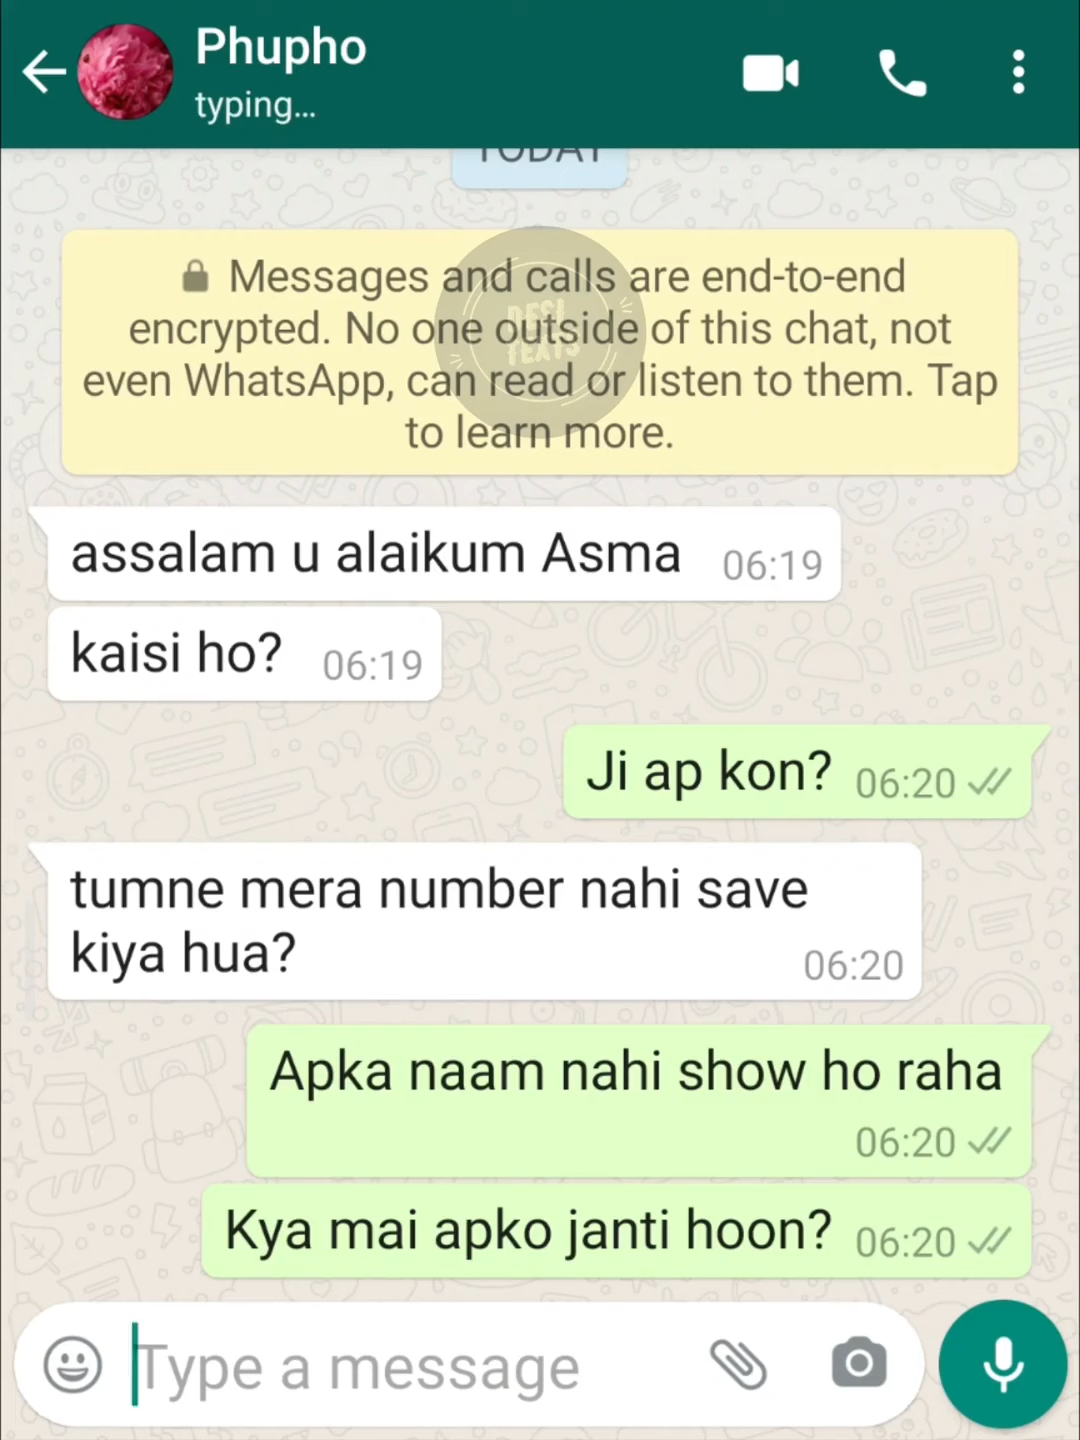 Phupho
typing...
TODAY
Messages and calls are end-to-end
encrypted. No one outside of this chat, not
even WhatsApp, can read or listen to them. Tap
to learn more.
DESI
TEXTS
assalam u alaikum Asma 06:19
kaisi ho? 06:19
Ji ap kon? 06:20
tumne mera number nahi save
kiya hua? 06:20
Apka naam nahi show ho raha
06:20
Kya mai apko janti hoon? 06:20
Type a message